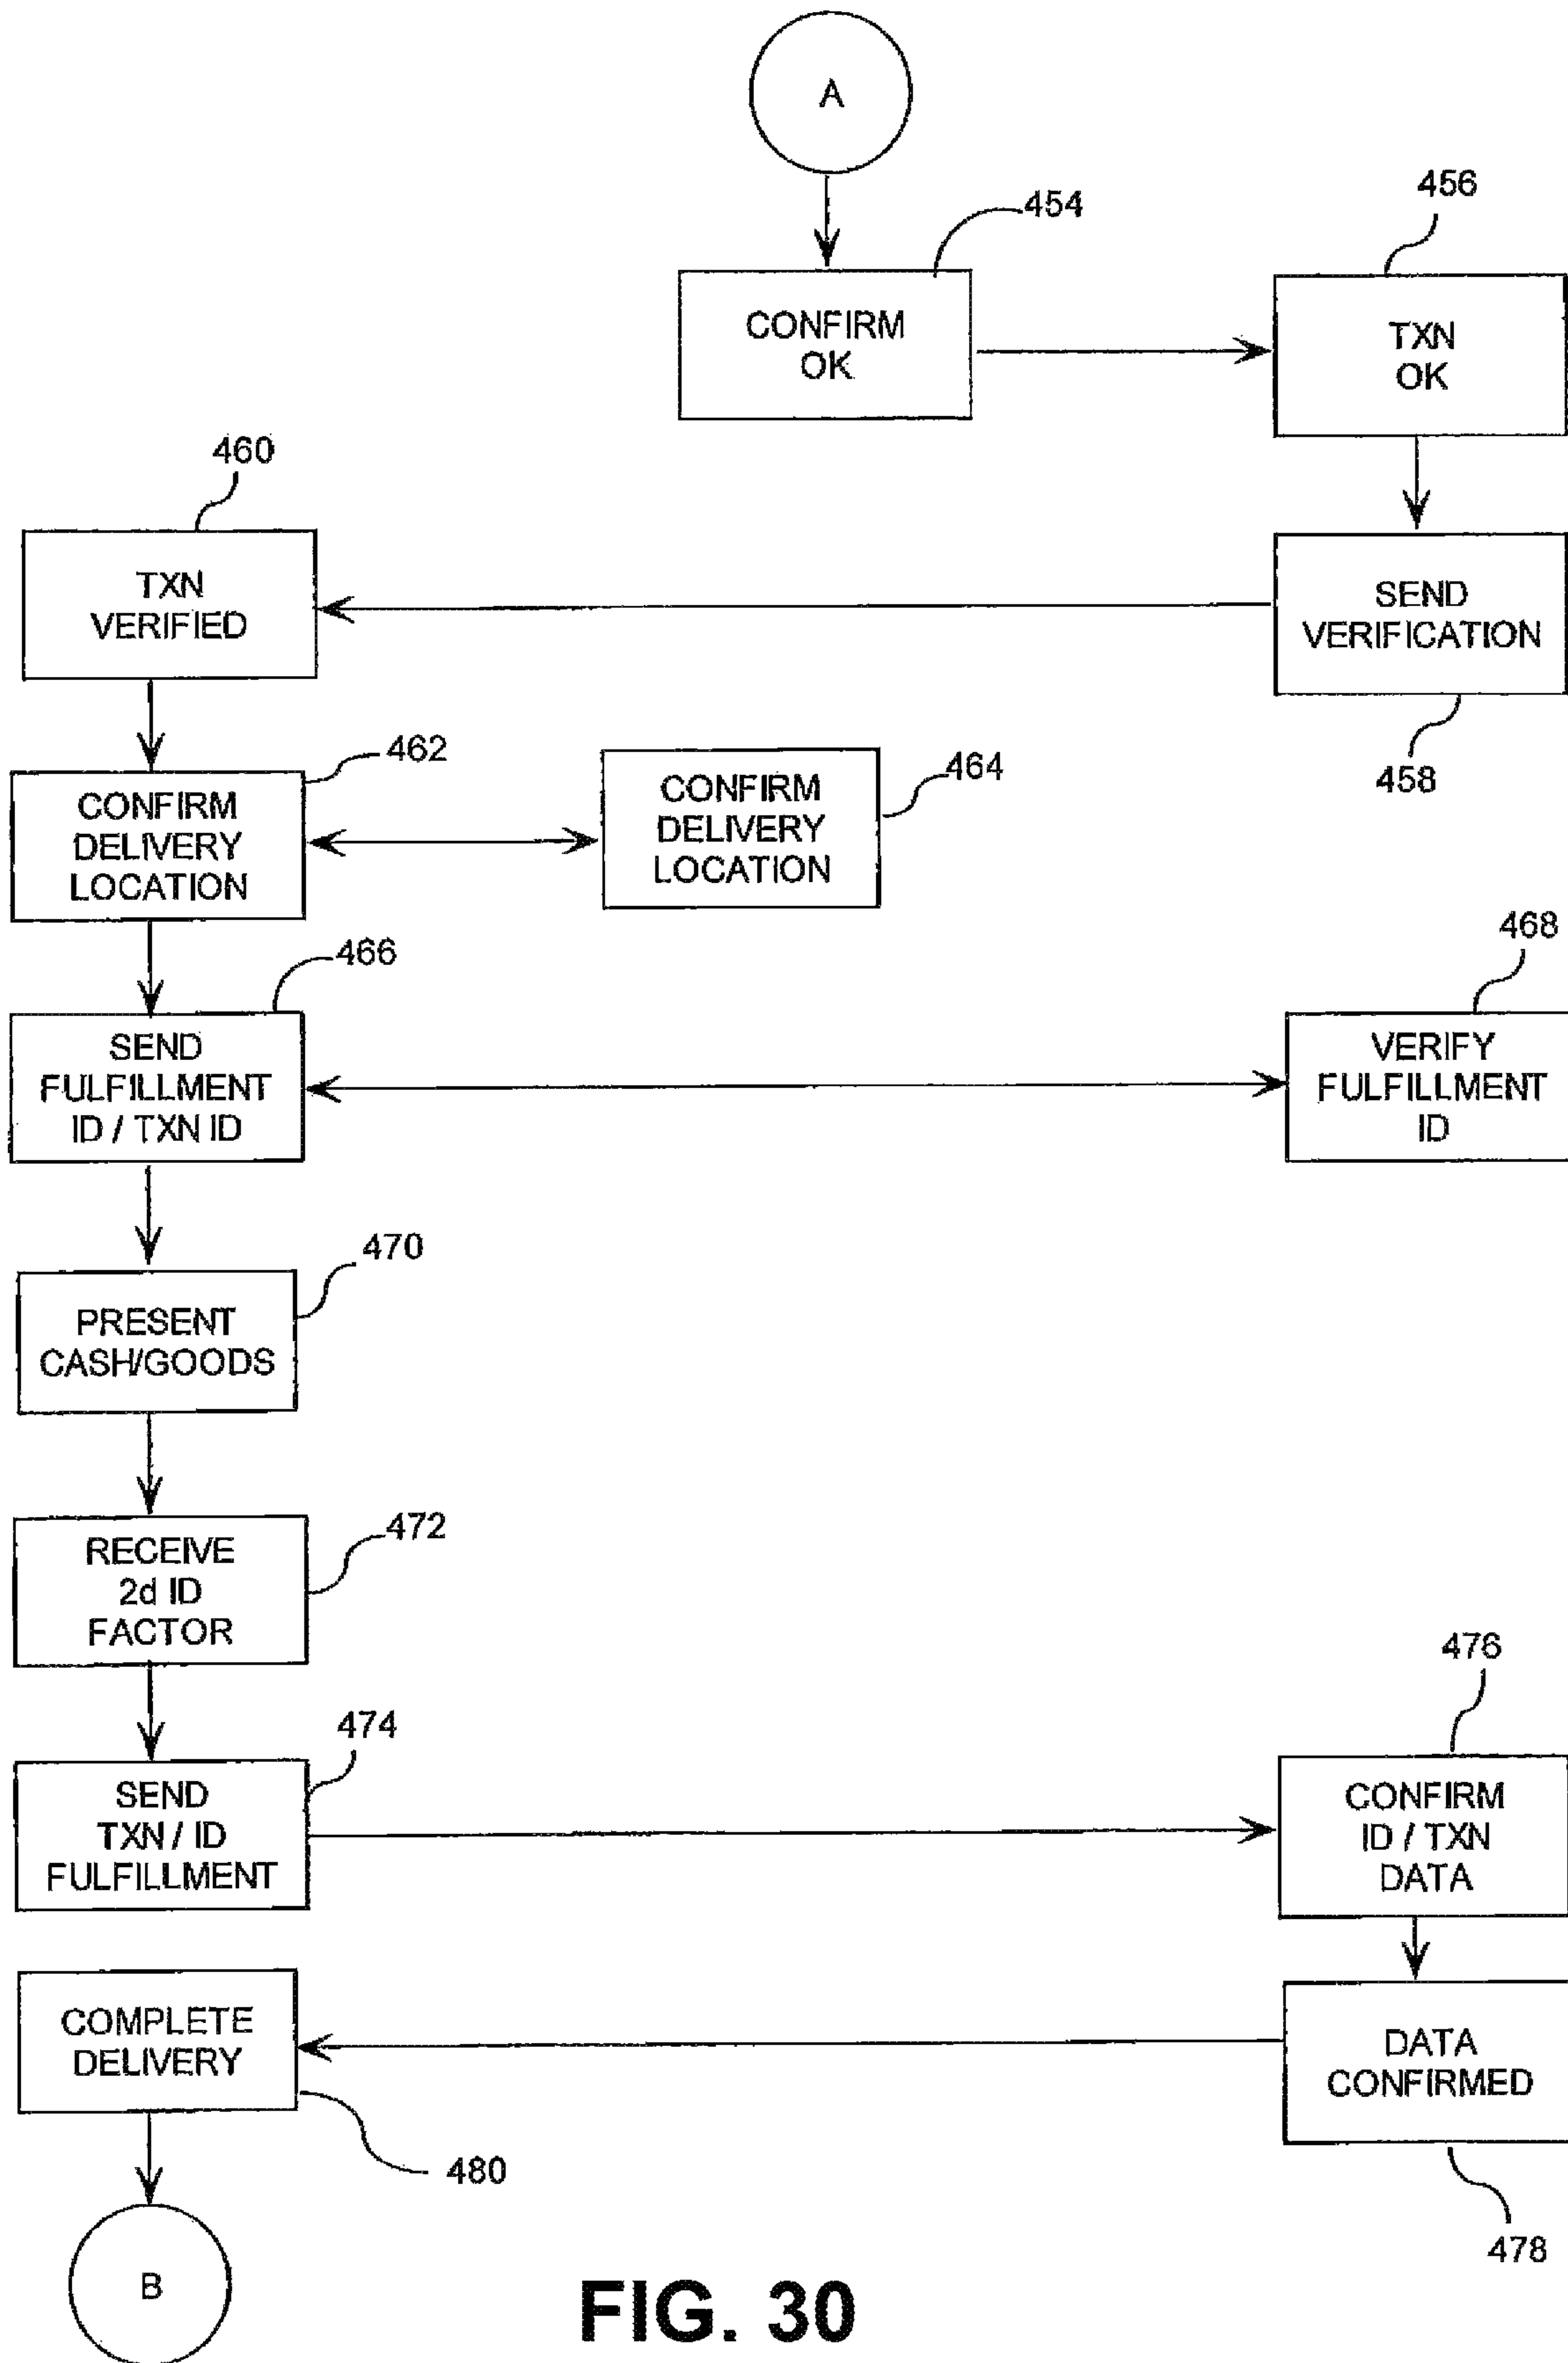 A
454
456
CONFIRM
OK
TXN
OK
460
TXN
VERIFIED
SEND
VERIFICATION
458
462
CONFIRM
DELIVERY
LOCATION
464
CONFIRM
DELIVERY
LOCATION
466
468
SEND
FULFILLMENT
ID / TXN ID
VERIFY
FULFILLMENT
ID
470
PRESENT
CASH/GOODS
472
RECEIVE
2d ID
FACTOR
474
476
SEND
TXN / ID
FULFILLMENT
CONFIRM
ID / TXN
DATA
COMPLETE
DELIVERY
DATA
CONFIRMED
480
478
B
FIG. 30